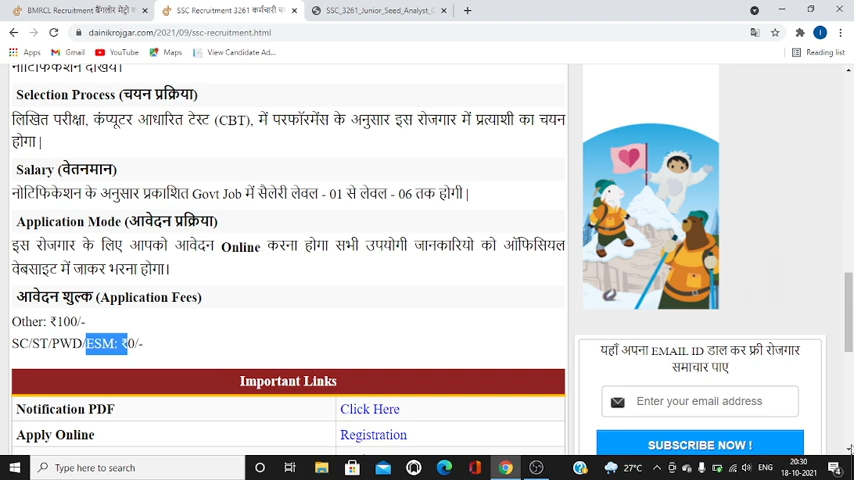 BMRCL Recruitment बैंगलोर मेट्रो
SSC Recruitment 3261 कर्मचारी
SSC_3261_Junior_Seed_Analyst_
dainikrojgar.com/2021/09/ssc-recruitment.html
Apps
Gmail
YouTube
Maps
View Candidate Ad...
Reading list
नोटिफिकेशन देखिये।
Selection Process (चयन प्रक्रिया)
लिखित परीक्षा, कंप्यूटर आधारित टेस्ट (CBT), में परफॉरमेंस के अनुसार इस रोजगार में प्रत्याशी का चयन
होगा |
Salary (वेतनमान)
नोटिफिकेशन के अनुसार प्रकाशित Govt Job में सैलेरी लेवल - 01 से लेवल - 06 तक होगी |
Application Mode (आवेदन प्रक्रिया)
इस रोजगार के लिए आपको आवेदन Online करना होगा सभी उपयोगी जानकारियो को ऑफिसियल
वेबसाइट में जाकर भरना होगा।
आवेदन शुल्क (Application Fees)
Other: ₹100/-
SC/ST/PWD/ESM: ₹0/-
Important Links
Notification PDF
Click Here
Apply Online
Registration
यहाँ अपना EMAIL ID डाल कर फ्री रोजगार
समाचार पाए
Enter your email address
SUBSCRIBE NOW !
Type here to search
27°C
ENG
20:30
18-10-2021
4